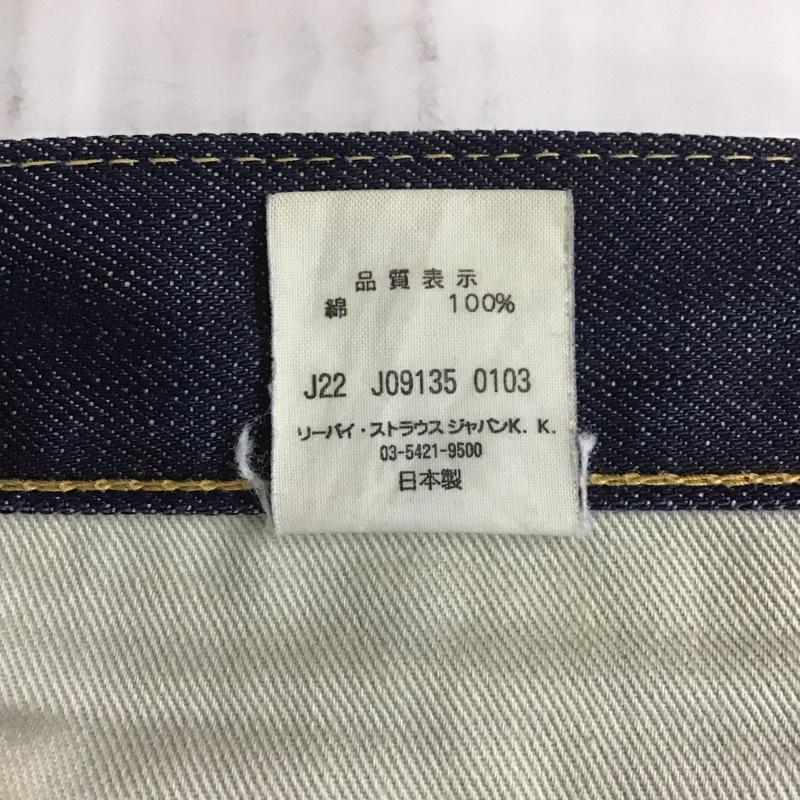 品質表示
綿 100%
J22 J09135 0103
リーバイ・ストラウス ジャパンK. K.
03-5421-9500
日本製